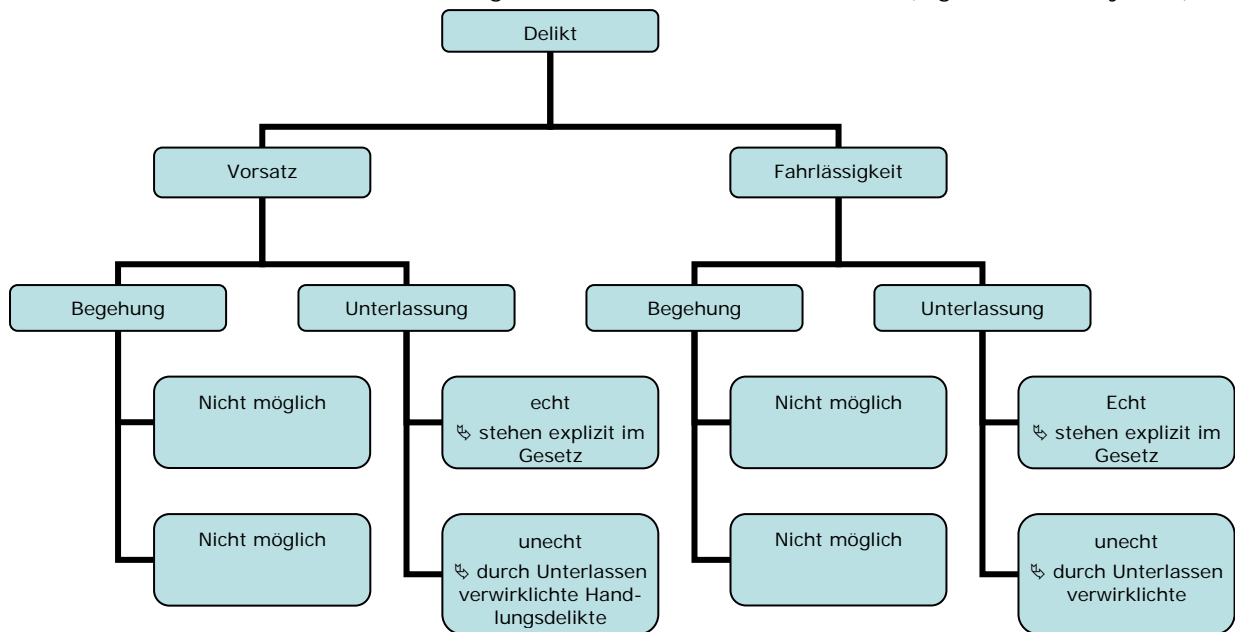 Delikt
Vorsatz
Fahrlässigkeit
Begehung
Unterlassung
Begehung
Unterlassung
Nicht möglich
echt
↳ stehen explizit im
Gesetz
Nicht möglich
Echt
↳ stehen explizit im
Gesetz
Nicht möglich
unecht
↳ durch Unterlassen
verwirklichte Hand-
lungsdelikte
Nicht möglich
unecht
↳ durch Unterlassen
verwirklichte